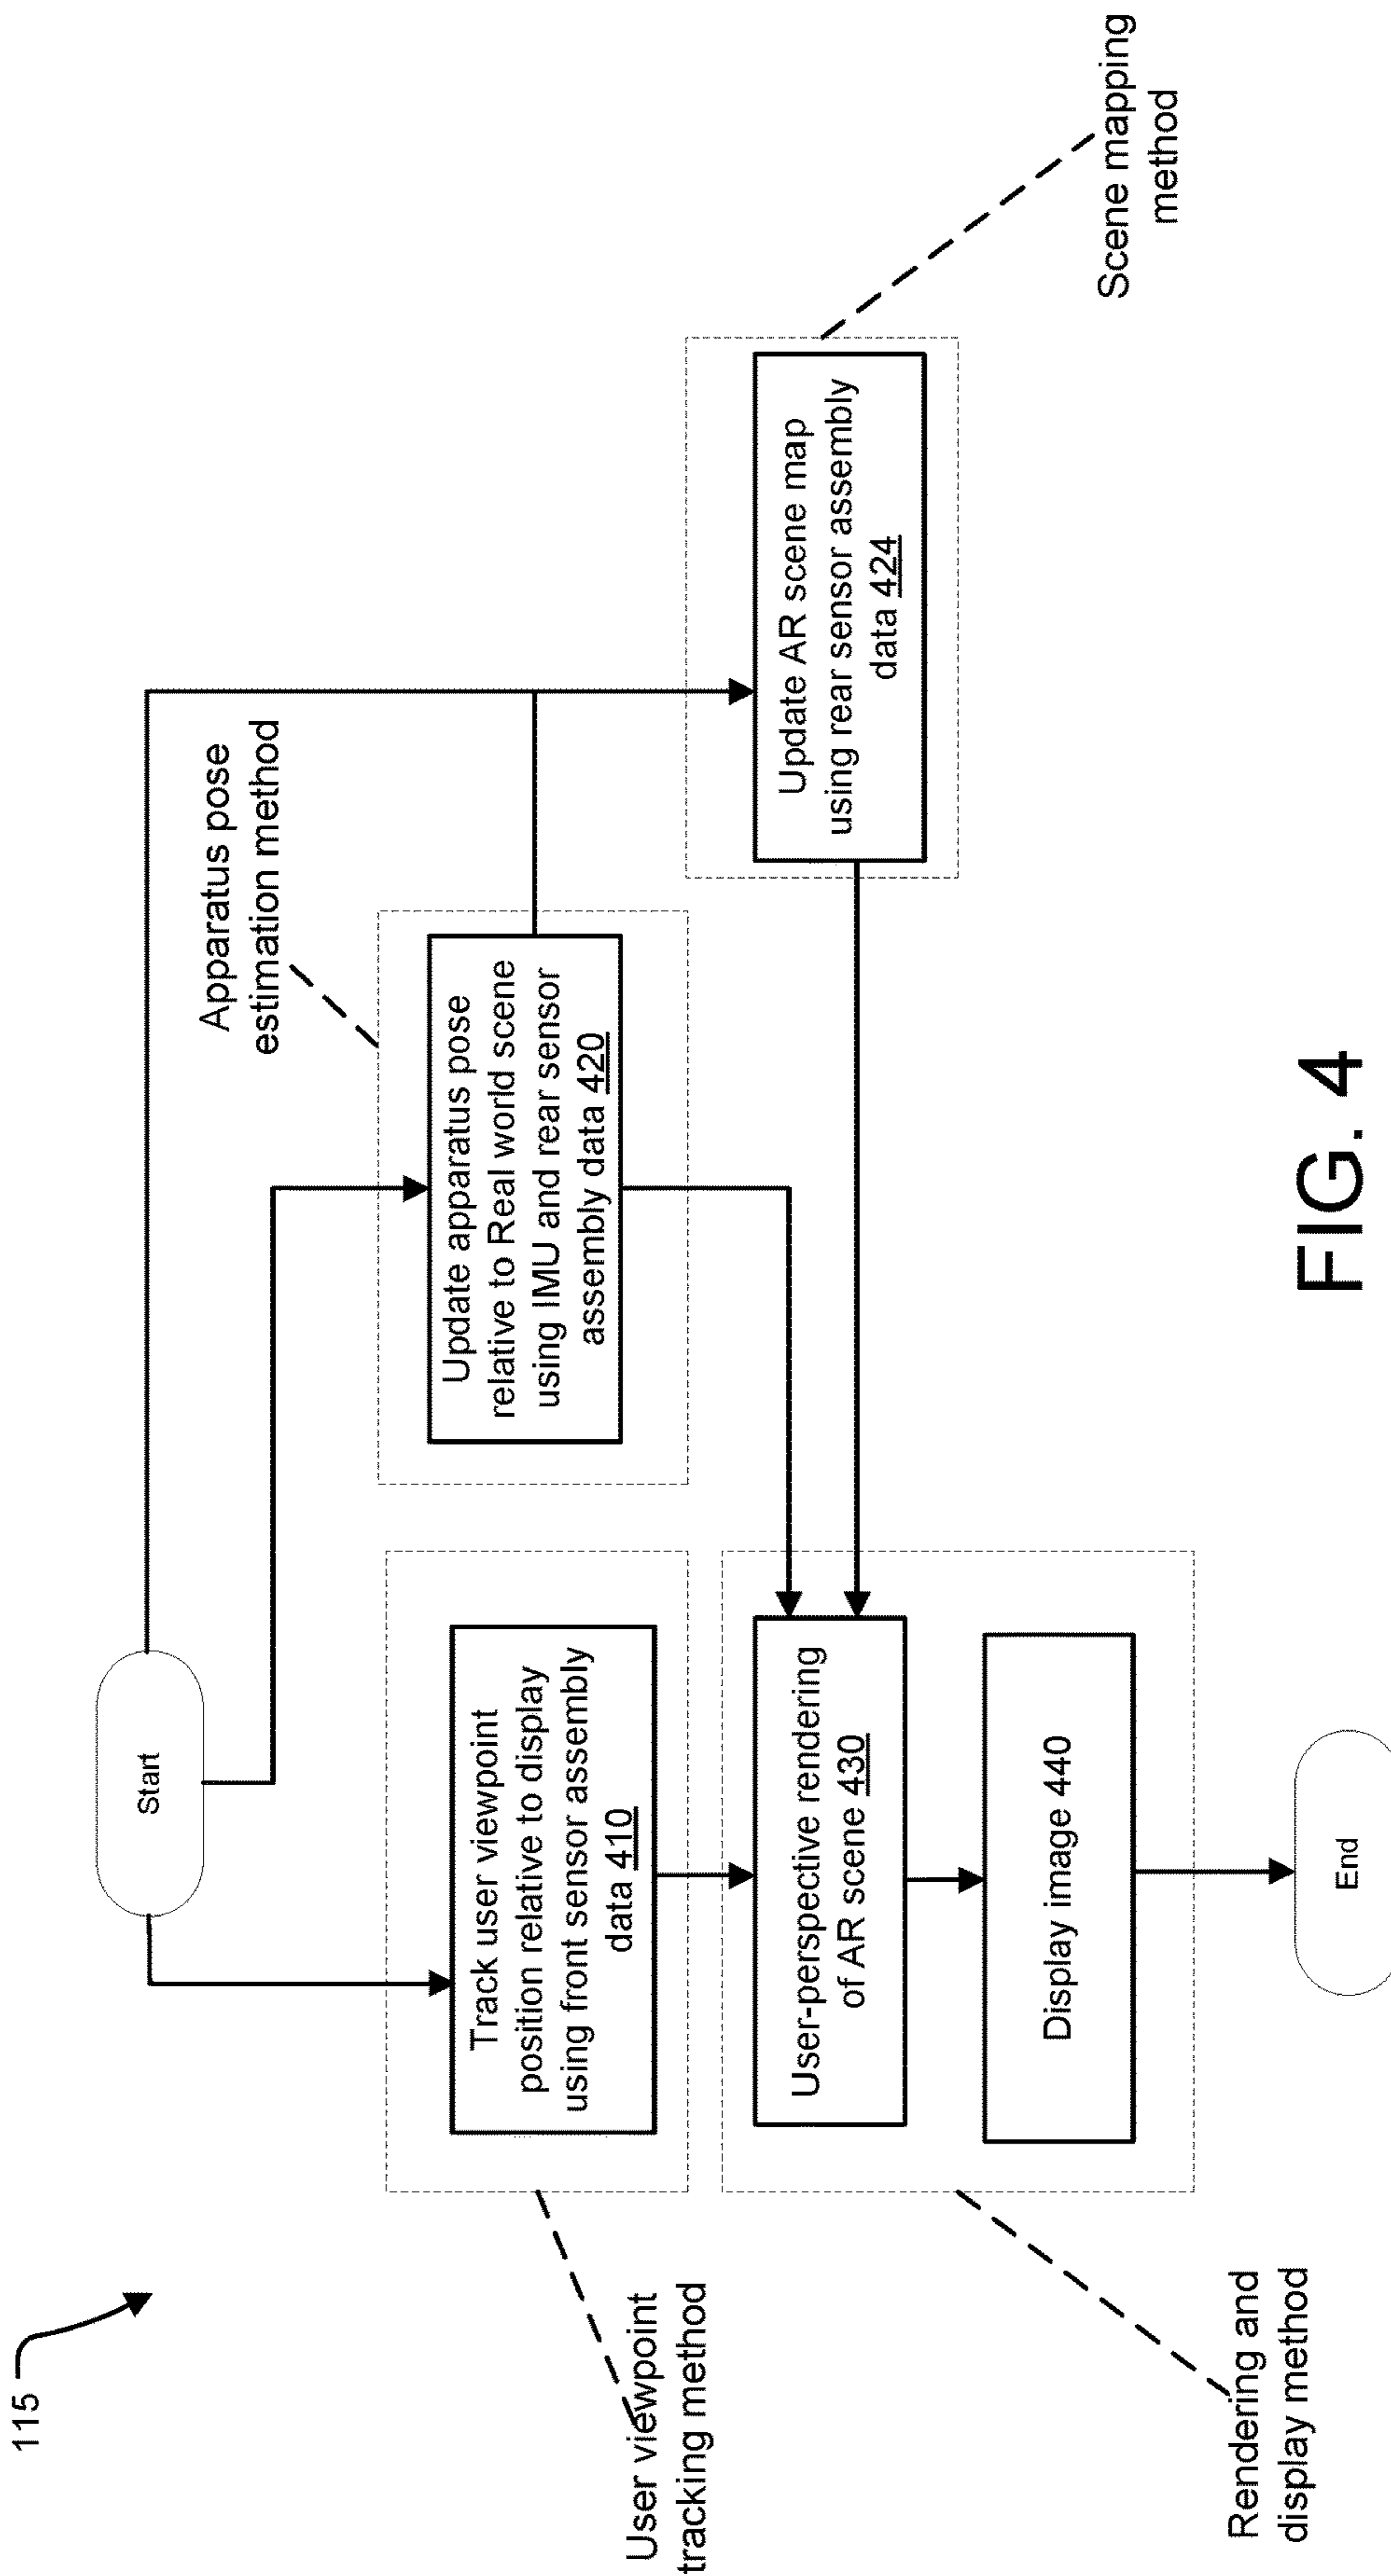 115
Start
Apparatus pose
estimation method
Track user viewpoint
position relative to display
using front sensor assembly
data 410
Update apparatus pose
relative to Real world scene
using IMU and rear sensor
assembly data 420
User viewpoint
tracking method
User-perspective rendering
of AR scene 430
Update AR scene map
using rear sensor assembly
data 424
Display image 440
Rendering and
display method
Scene mapping
method
End
FIG. 4